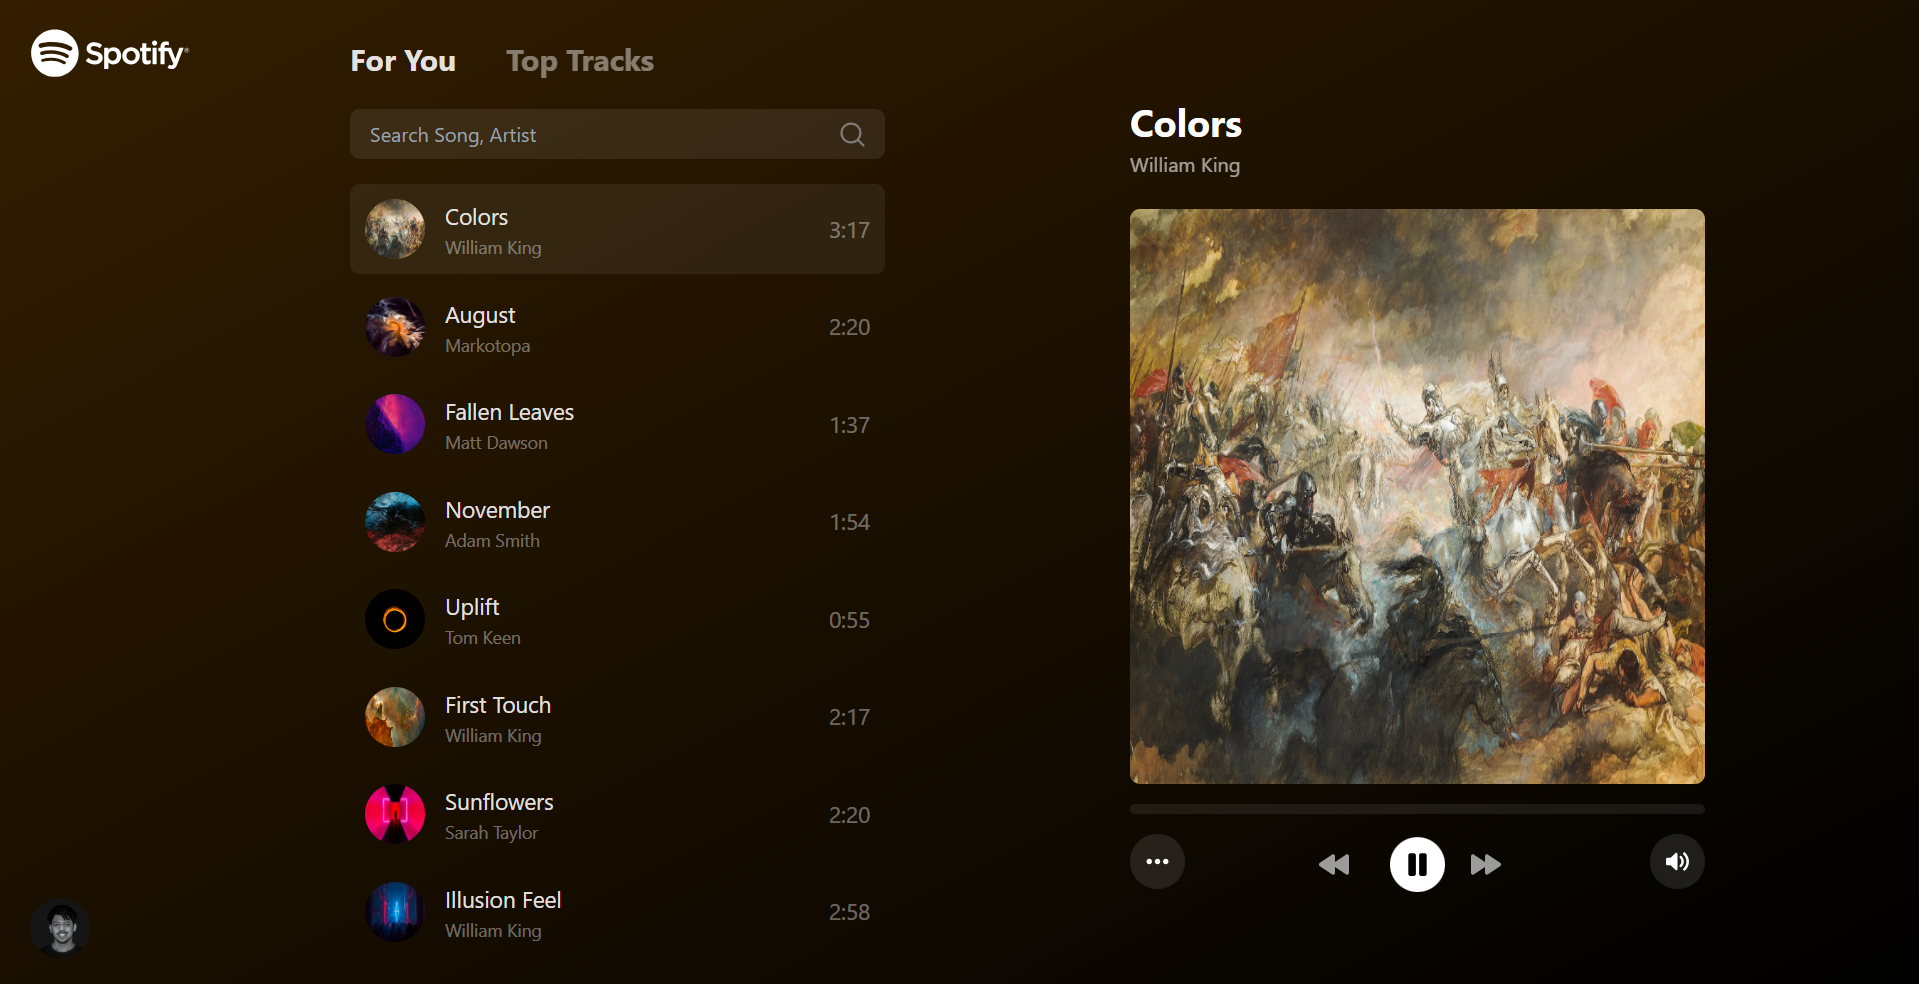 Spotify
For You
Top Tracks
Search Song, Artist
Colors
William King
3:17
August
Markotopa
2:20
Fallen Leaves
Matt Dawson
1:37
November
Adam Smith
1:54
Uplift
Tom Keen
0:55
First Touch
William King
2:17
Sunflowers
Sarah Taylor
2:20
Illusion Feel
William King
2:58
Colors
William King